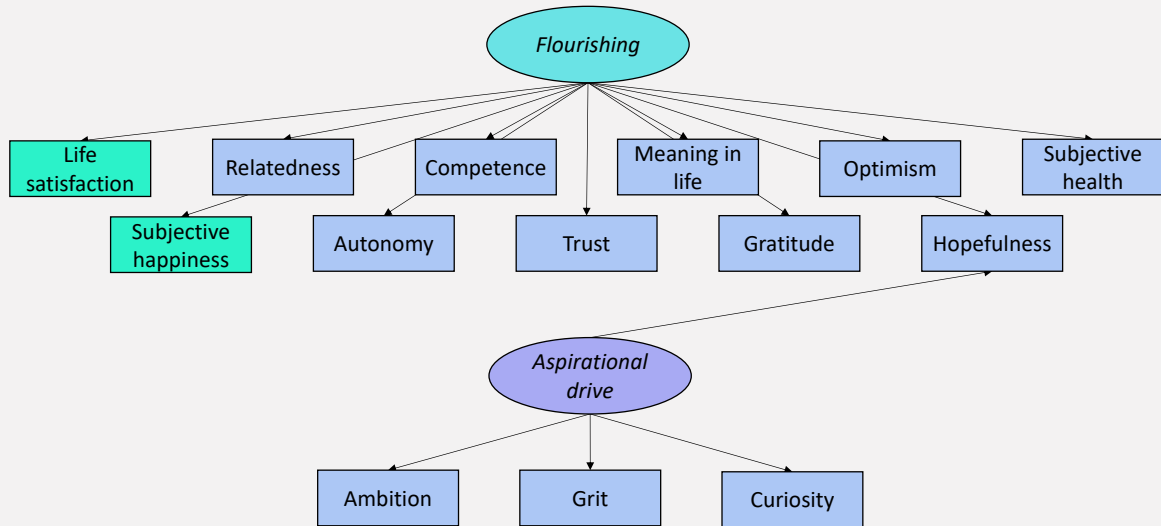 Flourishing
Life
satisfaction
Relatedness
Competence
Meaning in
life
Optimism
Subjective
health
Subjective
happiness
Autonomy
Trust
Gratitude
Hopefulness
Aspirational
drive
Ambition
Grit
Curiosity